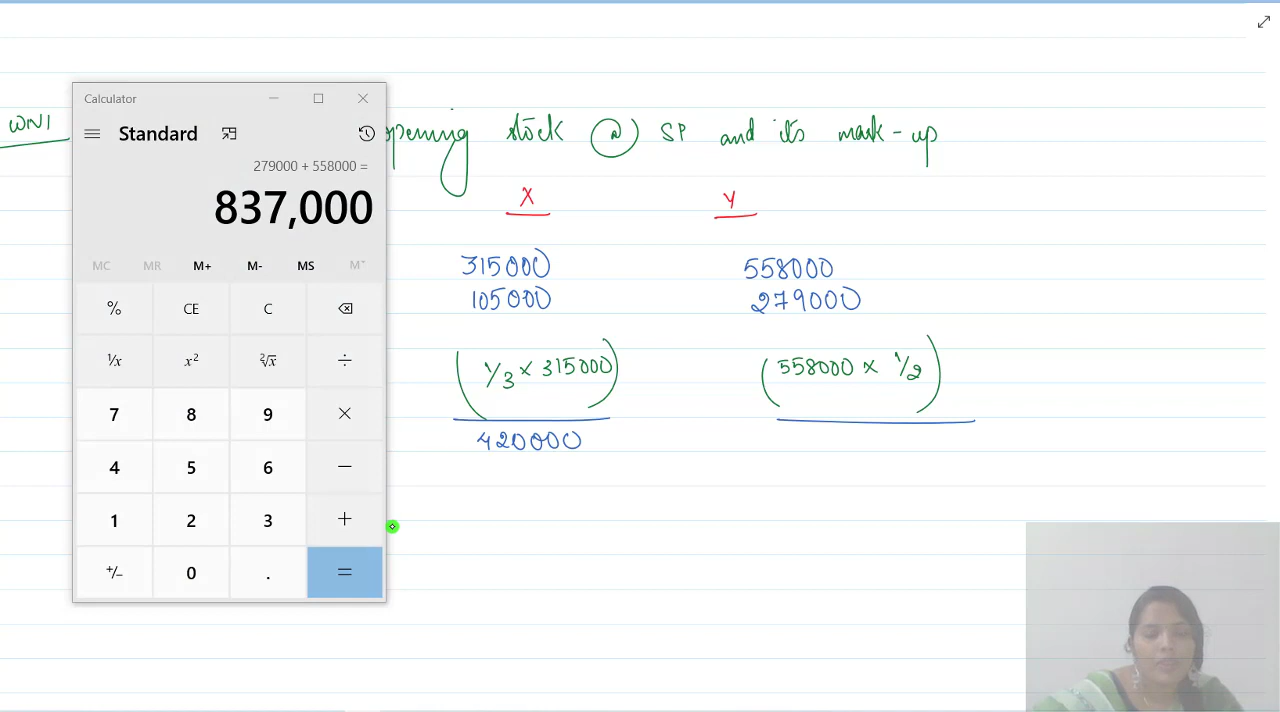 Calculator
Standard
279000 + 558000 =
837,000
MC MR M+ M- MS M˅
% CE C
¹/x x² ²√x ÷
7 8 9 ×
4 5 6 −
1 2 3 +
+/− 0 . =
WN1
opening stock @ SP and its mark-up
X Y
315000 558000
105000 279000
(1/3 × 315000) (558000 × 1/2)
420000